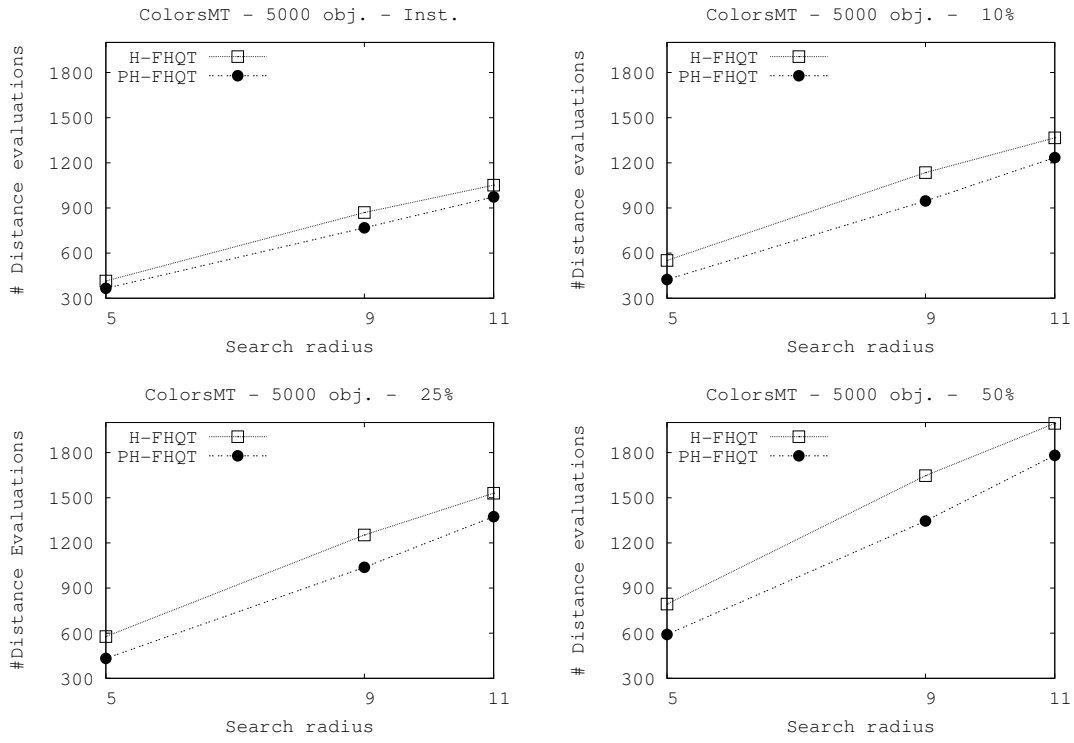 ColorsMT - 5000 obj. - Inst.
# Distance evaluations
H-FHQT
PH-FHQT
1800
1500
1200
900
600
300
5
9
11
Search radius
ColorsMT - 5000 obj. - 10%
#Distance evaluations
H-FHQT
PH-FHQT
1800
1500
1200
900
600
300
5
9
11
Search radius
ColorsMT - 5000 obj. - 25%
#Distance Evaluations
H-FHQT
PH-FHQT
1800
1500
1200
900
600
300
5
9
11
Search radius
ColorsMT - 5000 obj. - 50%
# Distance evaluations
H-FHQT
PH-FHQT
1800
1500
1200
900
600
300
5
9
11
Search radius